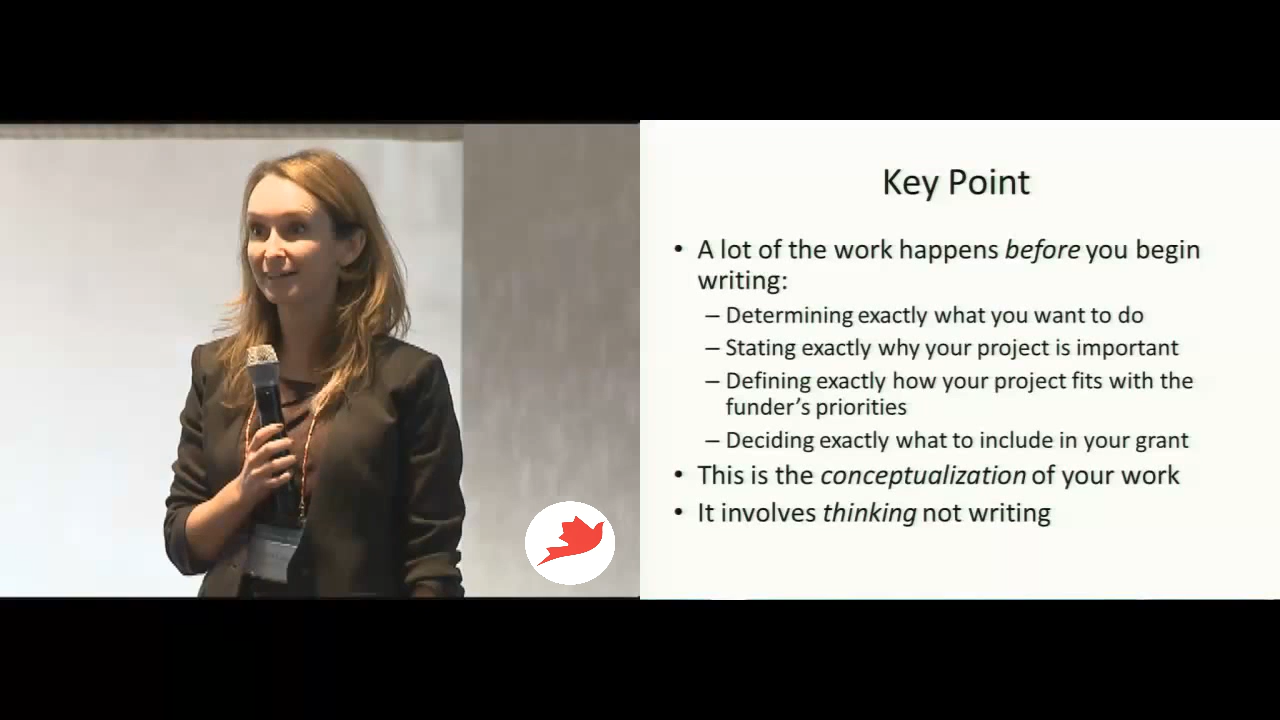 Key Point
• A lot of the work happens before you begin
writing:
– Determining exactly what you want to do
– Stating exactly why your project is important
– Defining exactly how your project fits with the
funder’s priorities
– Deciding exactly what to include in your grant
• This is the conceptualization of your work
• It involves thinking not writing